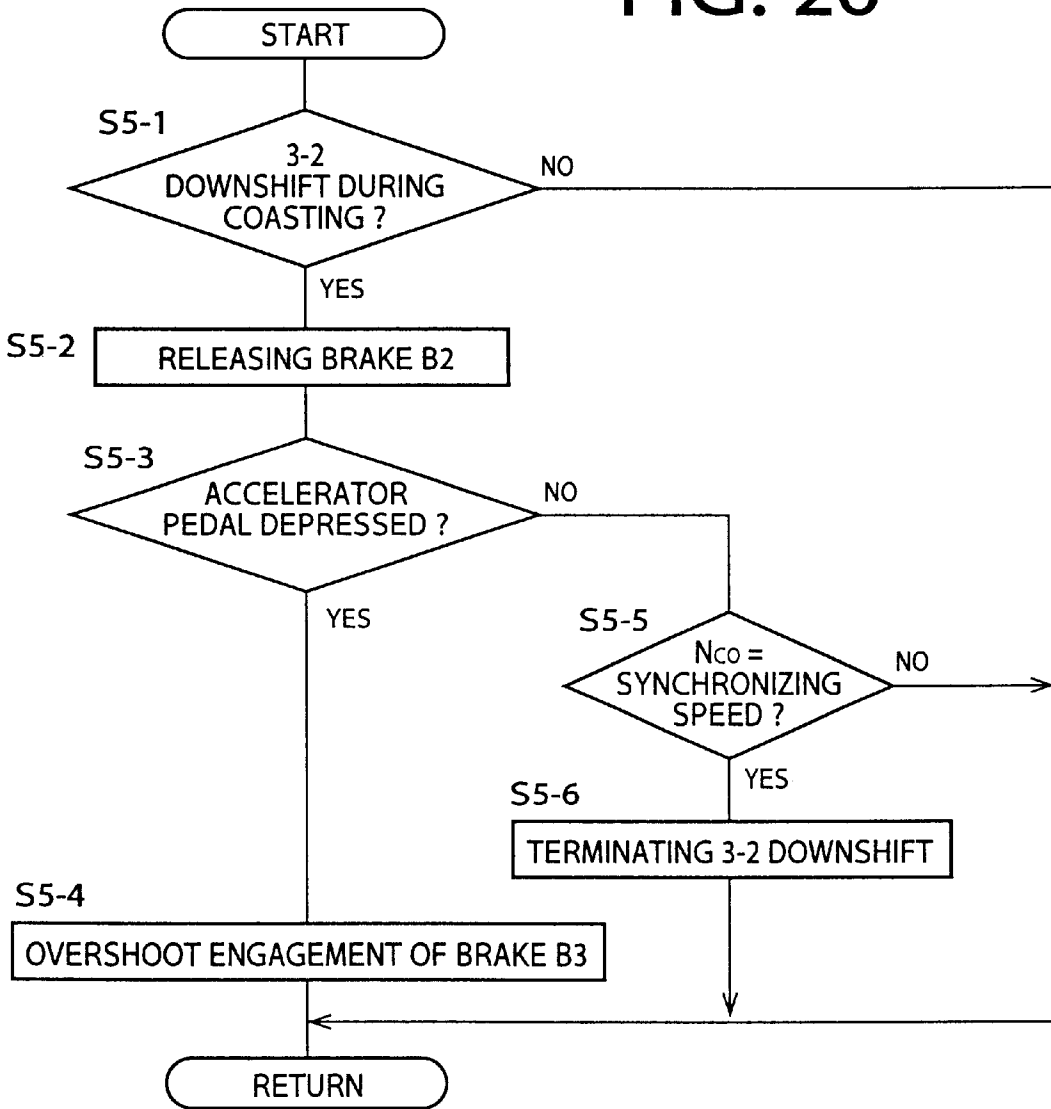 FIG. 20
START
S5-1
3-2
DOWNSHIFT DURING
COASTING ?
NO
YES
S5-2
RELEASING BRAKE B2
S5-3
ACCELERATOR
PEDAL DEPRESSED ?
NO
YES
S5-5
NCO =
SYNCHRONIZING
SPEED ?
NO
YES
S5-6
TERMINATING 3-2 DOWNSHIFT
S5-4
OVERSHOOT ENGAGEMENT OF BRAKE B3
RETURN